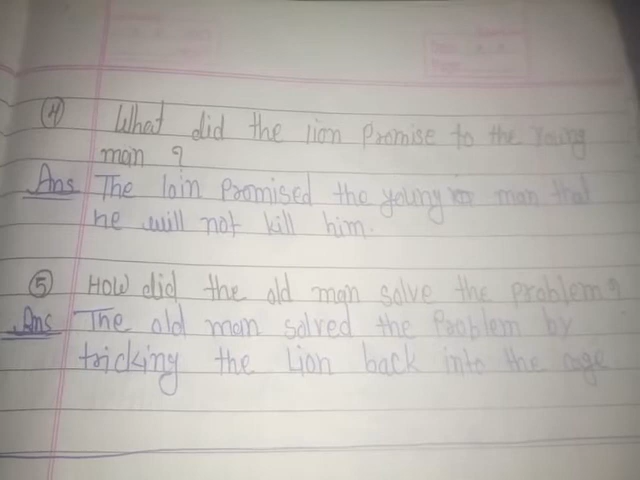 ④ What did the lion Promise to the Young
man ?
Ans The loin Promised the young man that
he will not kill him.
⑤ HOW did the old man solve the problem?
Ans The old man solved the Problem by
tricking the Lion back into the cage